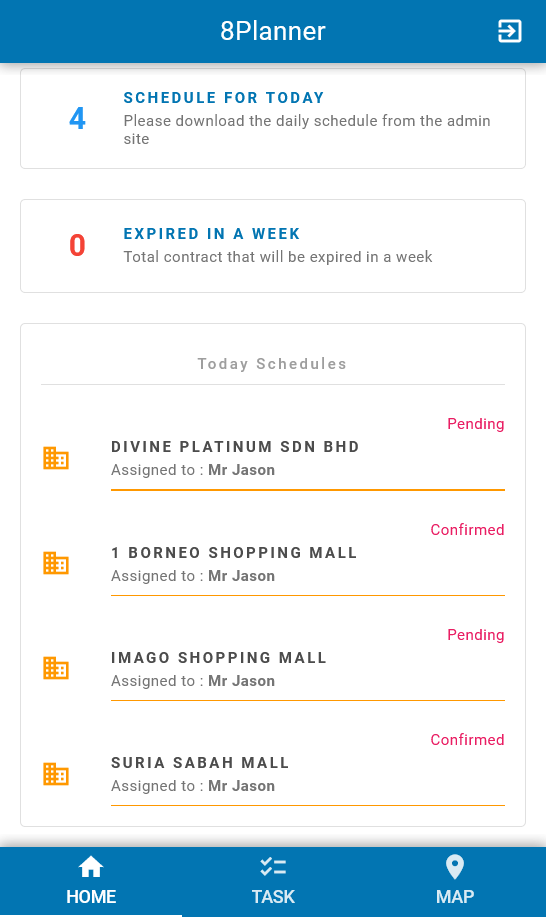 8Planner
4
SCHEDULE FOR TODAY
Please download the daily schedule from the admin
site
0
EXPIRED IN A WEEK
Total contract that will be expired in a week
Today Schedules
Pending
DIVINE PLATINUM SDN BHD
Assigned to : Mr Jason
Confirmed
1 BORNEO SHOPPING MALL
Assigned to : Mr Jason
Pending
IMAGO SHOPPING MALL
Assigned to : Mr Jason
Confirmed
SURIA SABAH MALL
Assigned to : Mr Jason
HOME
TASK
MAP